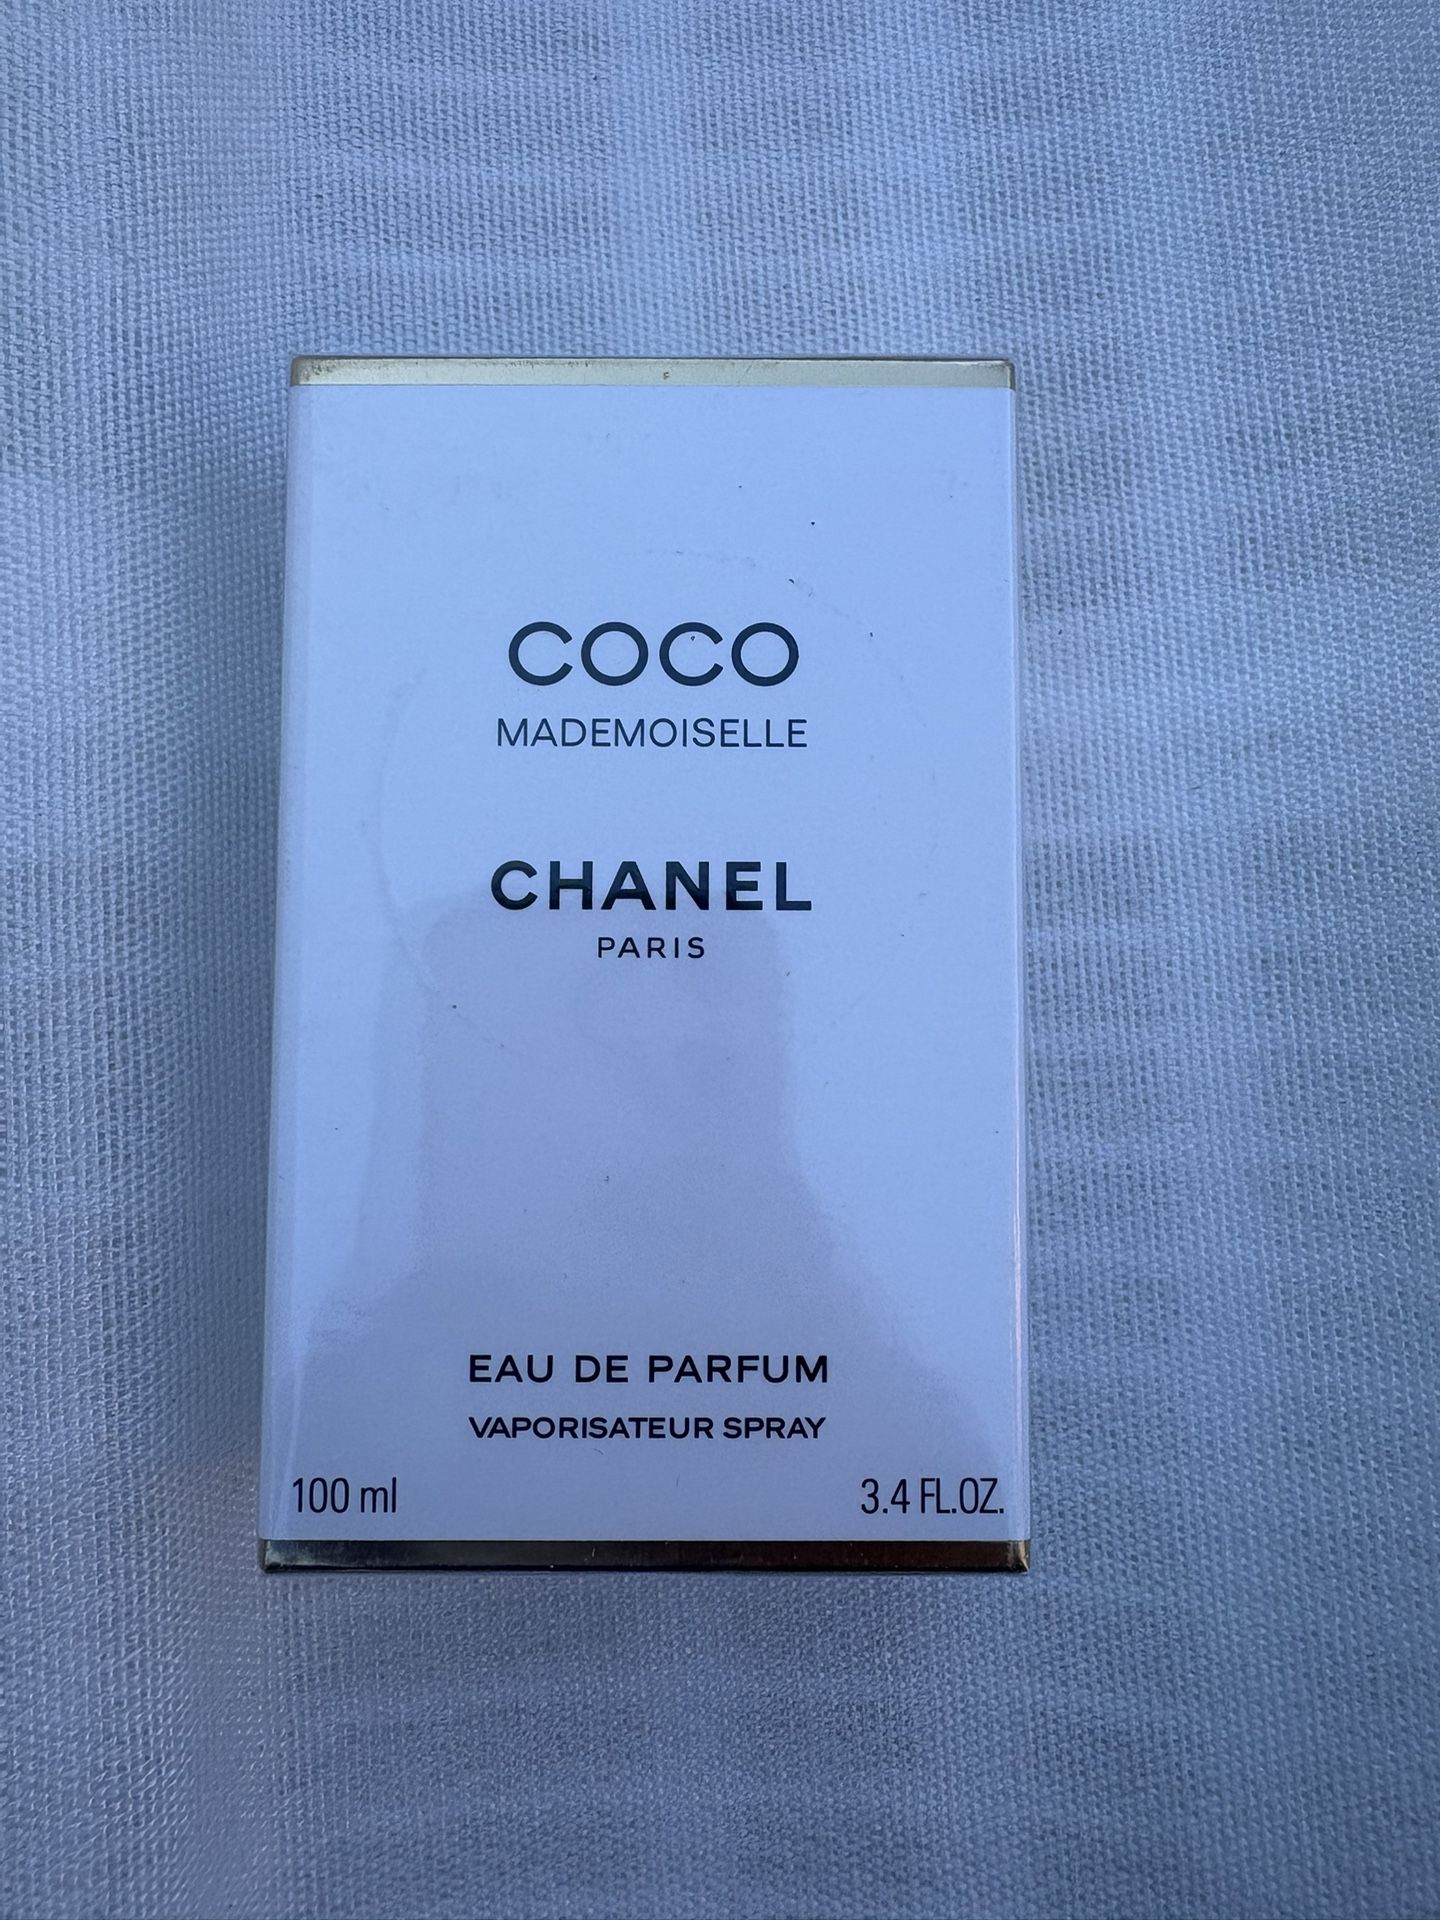 COCO
MADEMOISELLE
CHANEL
PARIS
EAU DE PARFUM
VAPORISATEUR SPRAY
100 ml 3.4 FL.OZ.